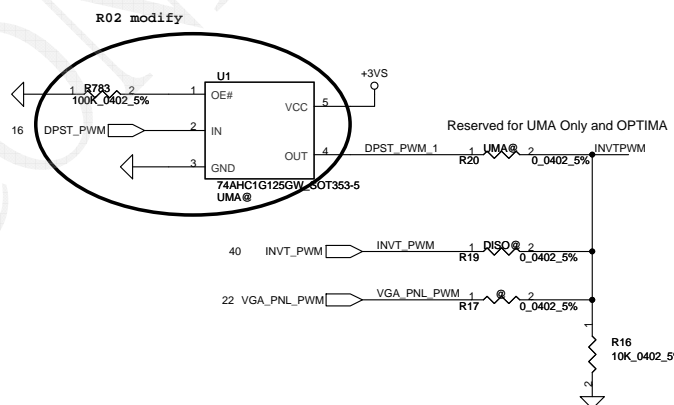 R02 modify
U1
+3VS
1 R783 2
100K_0402_5%
1 OE#
VCC 5
16 DPST_PWM 2 IN
Reserved for UMA Only and OPTIMA
3 GND
OUT 4 DPST_PWM_1 1 UMA@ 2 INVTPWM
R20 0_0402_5%
74AHC1G125GW_SOT353-5
UMA@
40 INVT_PWM INVT_PWM 1 DISO@ 2
R19 0_0402_5%
22 VGA_PNL_PWM VGA_PNL_PWM 1 @ 2
R17 0_0402_5%
1
R16
10K_0402_5%
2